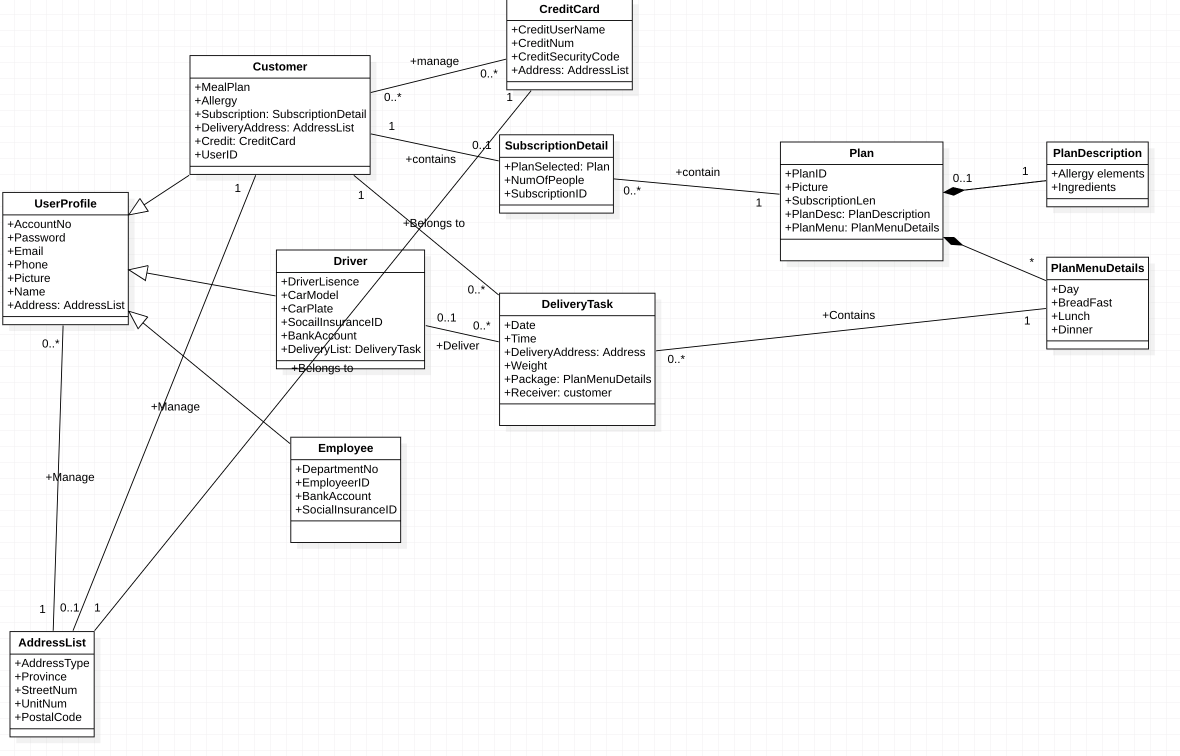 CreditCard
+CreditUserName
+CreditNum
+CreditSecurityCode
+Address: AddressList
Customer
+MealPlan
+Allergy
+Subscription: SubscriptionDetail
+DeliveryAddress: AddressList
+Credit: CreditCard
+UserID
+manage
0..*
0..*
1
1
0..1
+contains
SubscriptionDetail
+PlanSelected: Plan
+NumOfPeople
+SubscriptionID
+contain
0..*
1
Plan
+PlanID
+Picture
+SubscriptionLen
+PlanDesc: PlanDescription
+PlanMenu: PlanMenuDetails
0..1
1
PlanDescription
+Allergy elements
+Ingredients
*
PlanMenuDetails
+Day
+BreadFast
+Lunch
+Dinner
UserProfile
+AccountNo
+Password
+Email
+Phone
+Picture
+Name
+Address: AddressList
1
1
+Belongs to
0..*
Driver
+DriverLisence
+CarModel
+CarPlate
+SocailInsuranceID
+BankAccount
+DeliveryList: DeliveryTask
+Belongs to
0..1
0..*
+Deliver
DeliveryTask
+Date
+Time
+DeliveryAddress: Address
+Weight
+Package: PlanMenuDetails
+Receiver: customer
+Contains
1
0..*
0..*
+Manage
+Manage
Employee
+DepartmentNo
+EmployeerID
+BankAccount
+SocialInsuranceID
1
0..1
1
AddressList
+AddressType
+Province
+StreetNum
+UnitNum
+PostalCode